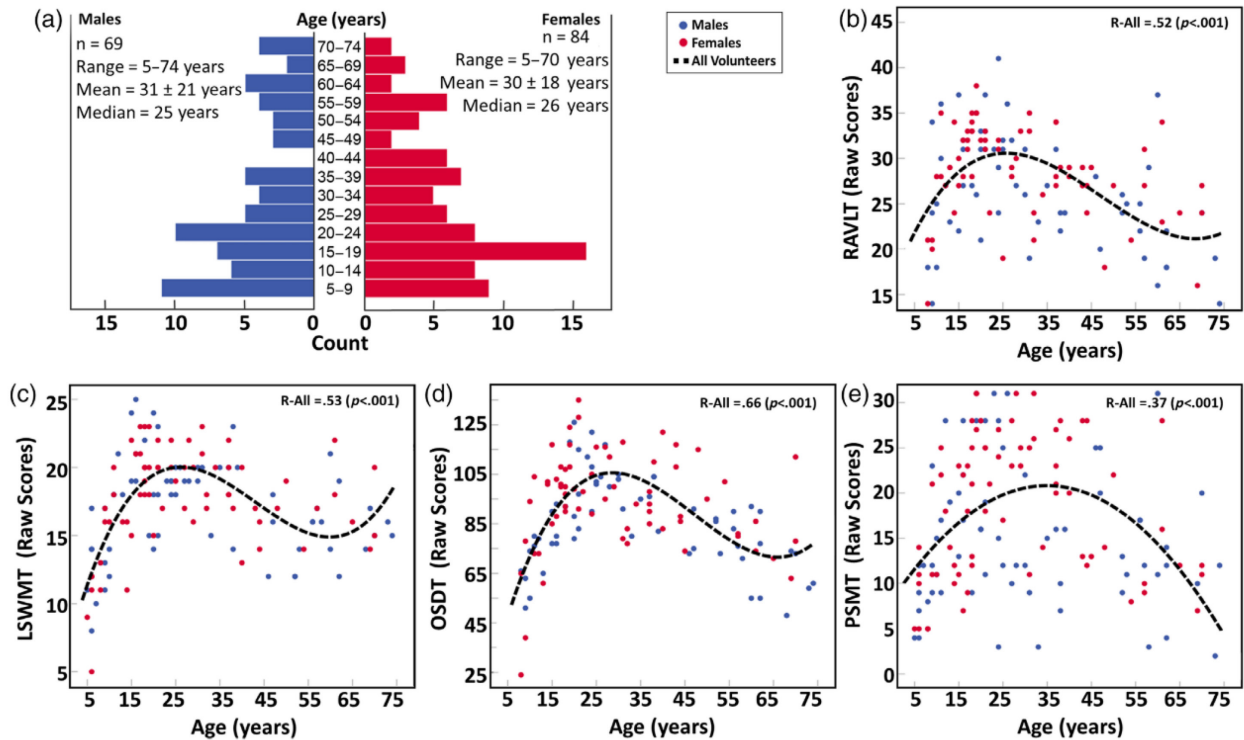 (a)
Males
Age (years)
Females
n = 69
n = 84
Range = 5–74 years
Range = 5–70 years
Mean = 31 ± 21 years
Mean = 30 ± 18 years
Median = 25 years
Median = 26 years
70–74
65–69
60–64
55–59
50–54
45–49
40–44
35–39
30–34
25–29
20–24
15–19
10–14
5–9
15 10 5 0 0 5 10 15
Count
Males
Females
All Volunteers
(b)
R-All =.52 (p<.001)
RAVLT (Raw Scores)
45
40
35
30
25
20
15
5 15 25 35 45 55 65 75
Age (years)
(c)
R-All =.53 (p<.001)
LSWMT (Raw Scores)
25
20
15
10
5
5 15 25 35 45 55 65 75
Age (years)
(d)
R-All =.66 (p<.001)
OSDT (Raw Scores)
125
105
85
65
45
25
5 15 25 35 45 55 65 75
Age (years)
(e)
R-All =.37 (p<.001)
PSMT (Raw Scores)
30
25
20
15
10
5
0
5 15 25 35 45 55 65 75
Age (years)